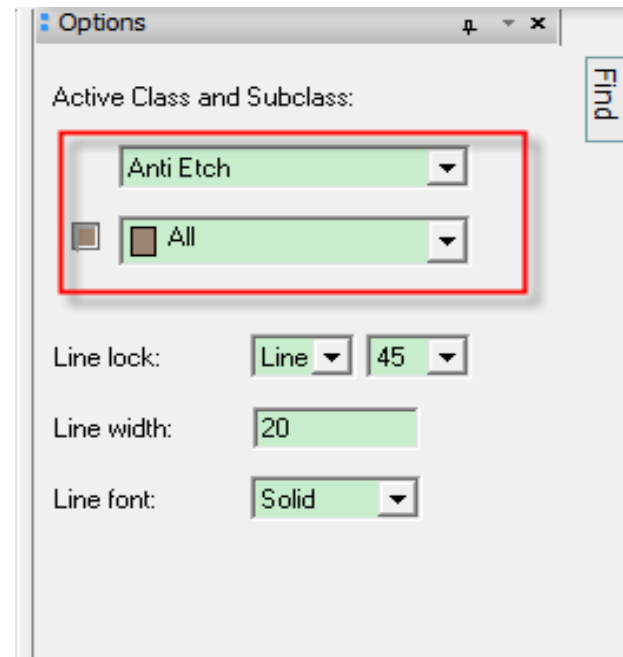 Options
Find
Active Class and Subclass:
Anti Etch
All
Line lock: Line 45
Line width: 20
Line font: Solid